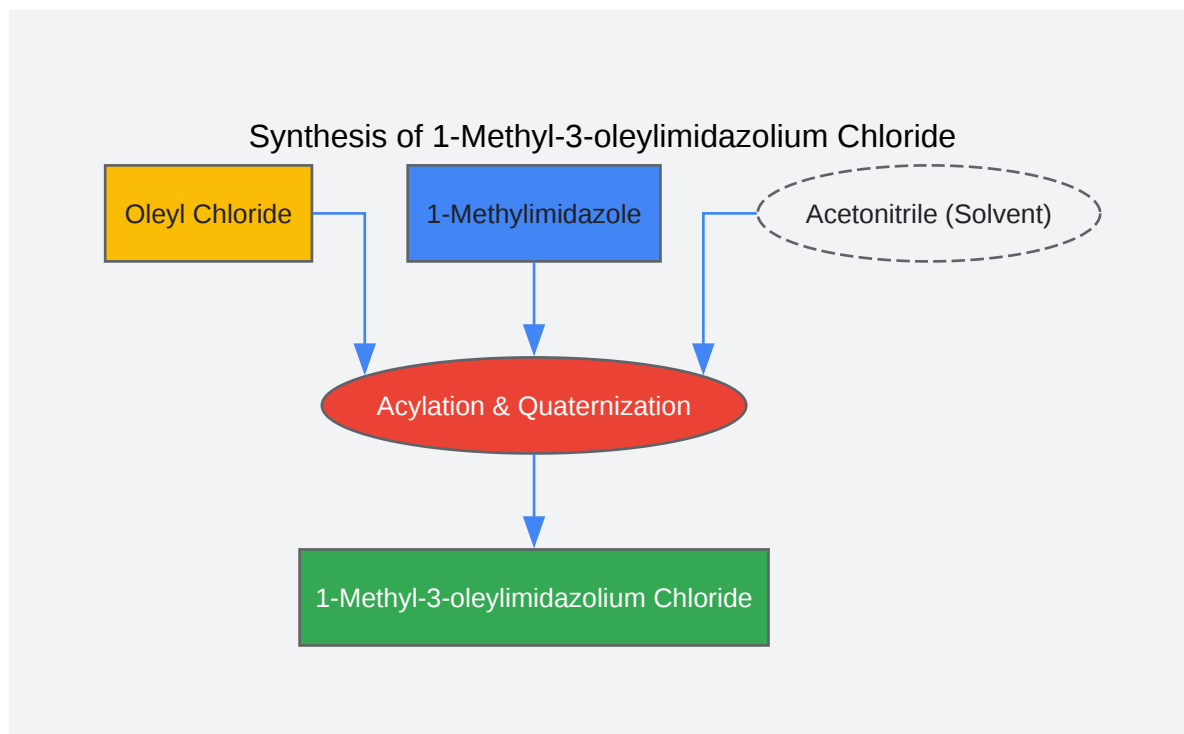 Synthesis of 1-Methyl-3-oleylimidazolium Chloride
Oleyl Chloride
1-Methylimidazole
Acetonitrile (Solvent)
Acylation & Quaternization
1-Methyl-3-oleylimidazolium Chloride